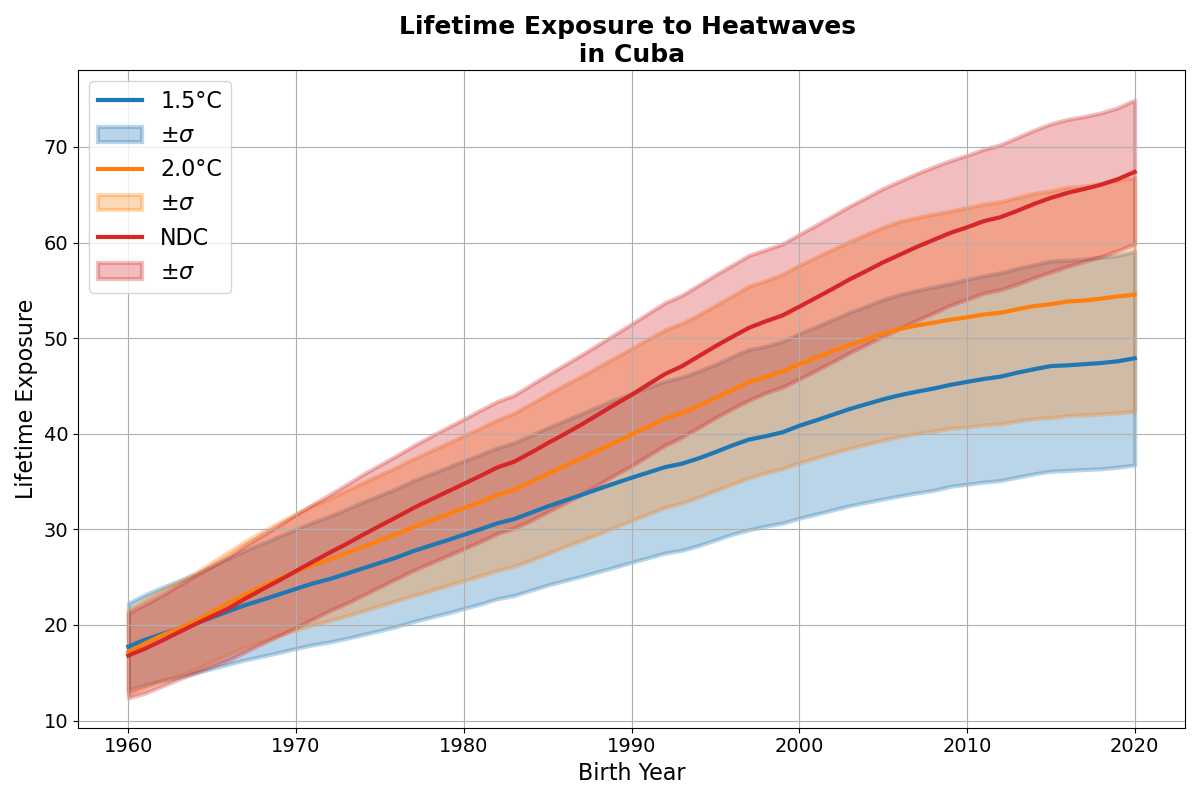 Lifetime Exposure to Heatwaves
in Cuba
1.5°C
±σ
2.0°C
±σ
NDC
±σ
Lifetime Exposure
70
60
50
40
30
20
10
1960 1970 1980 1990 2000 2010 2020
Birth Year